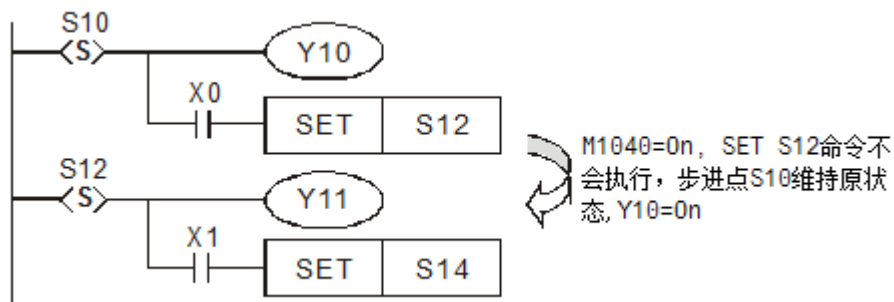 S10
S Y10
X0
SET S12
S12
S Y11
X1
SET S14
M1040=On, SET S12命令不
会执行，步进点S10维持原状
态,Y10=On